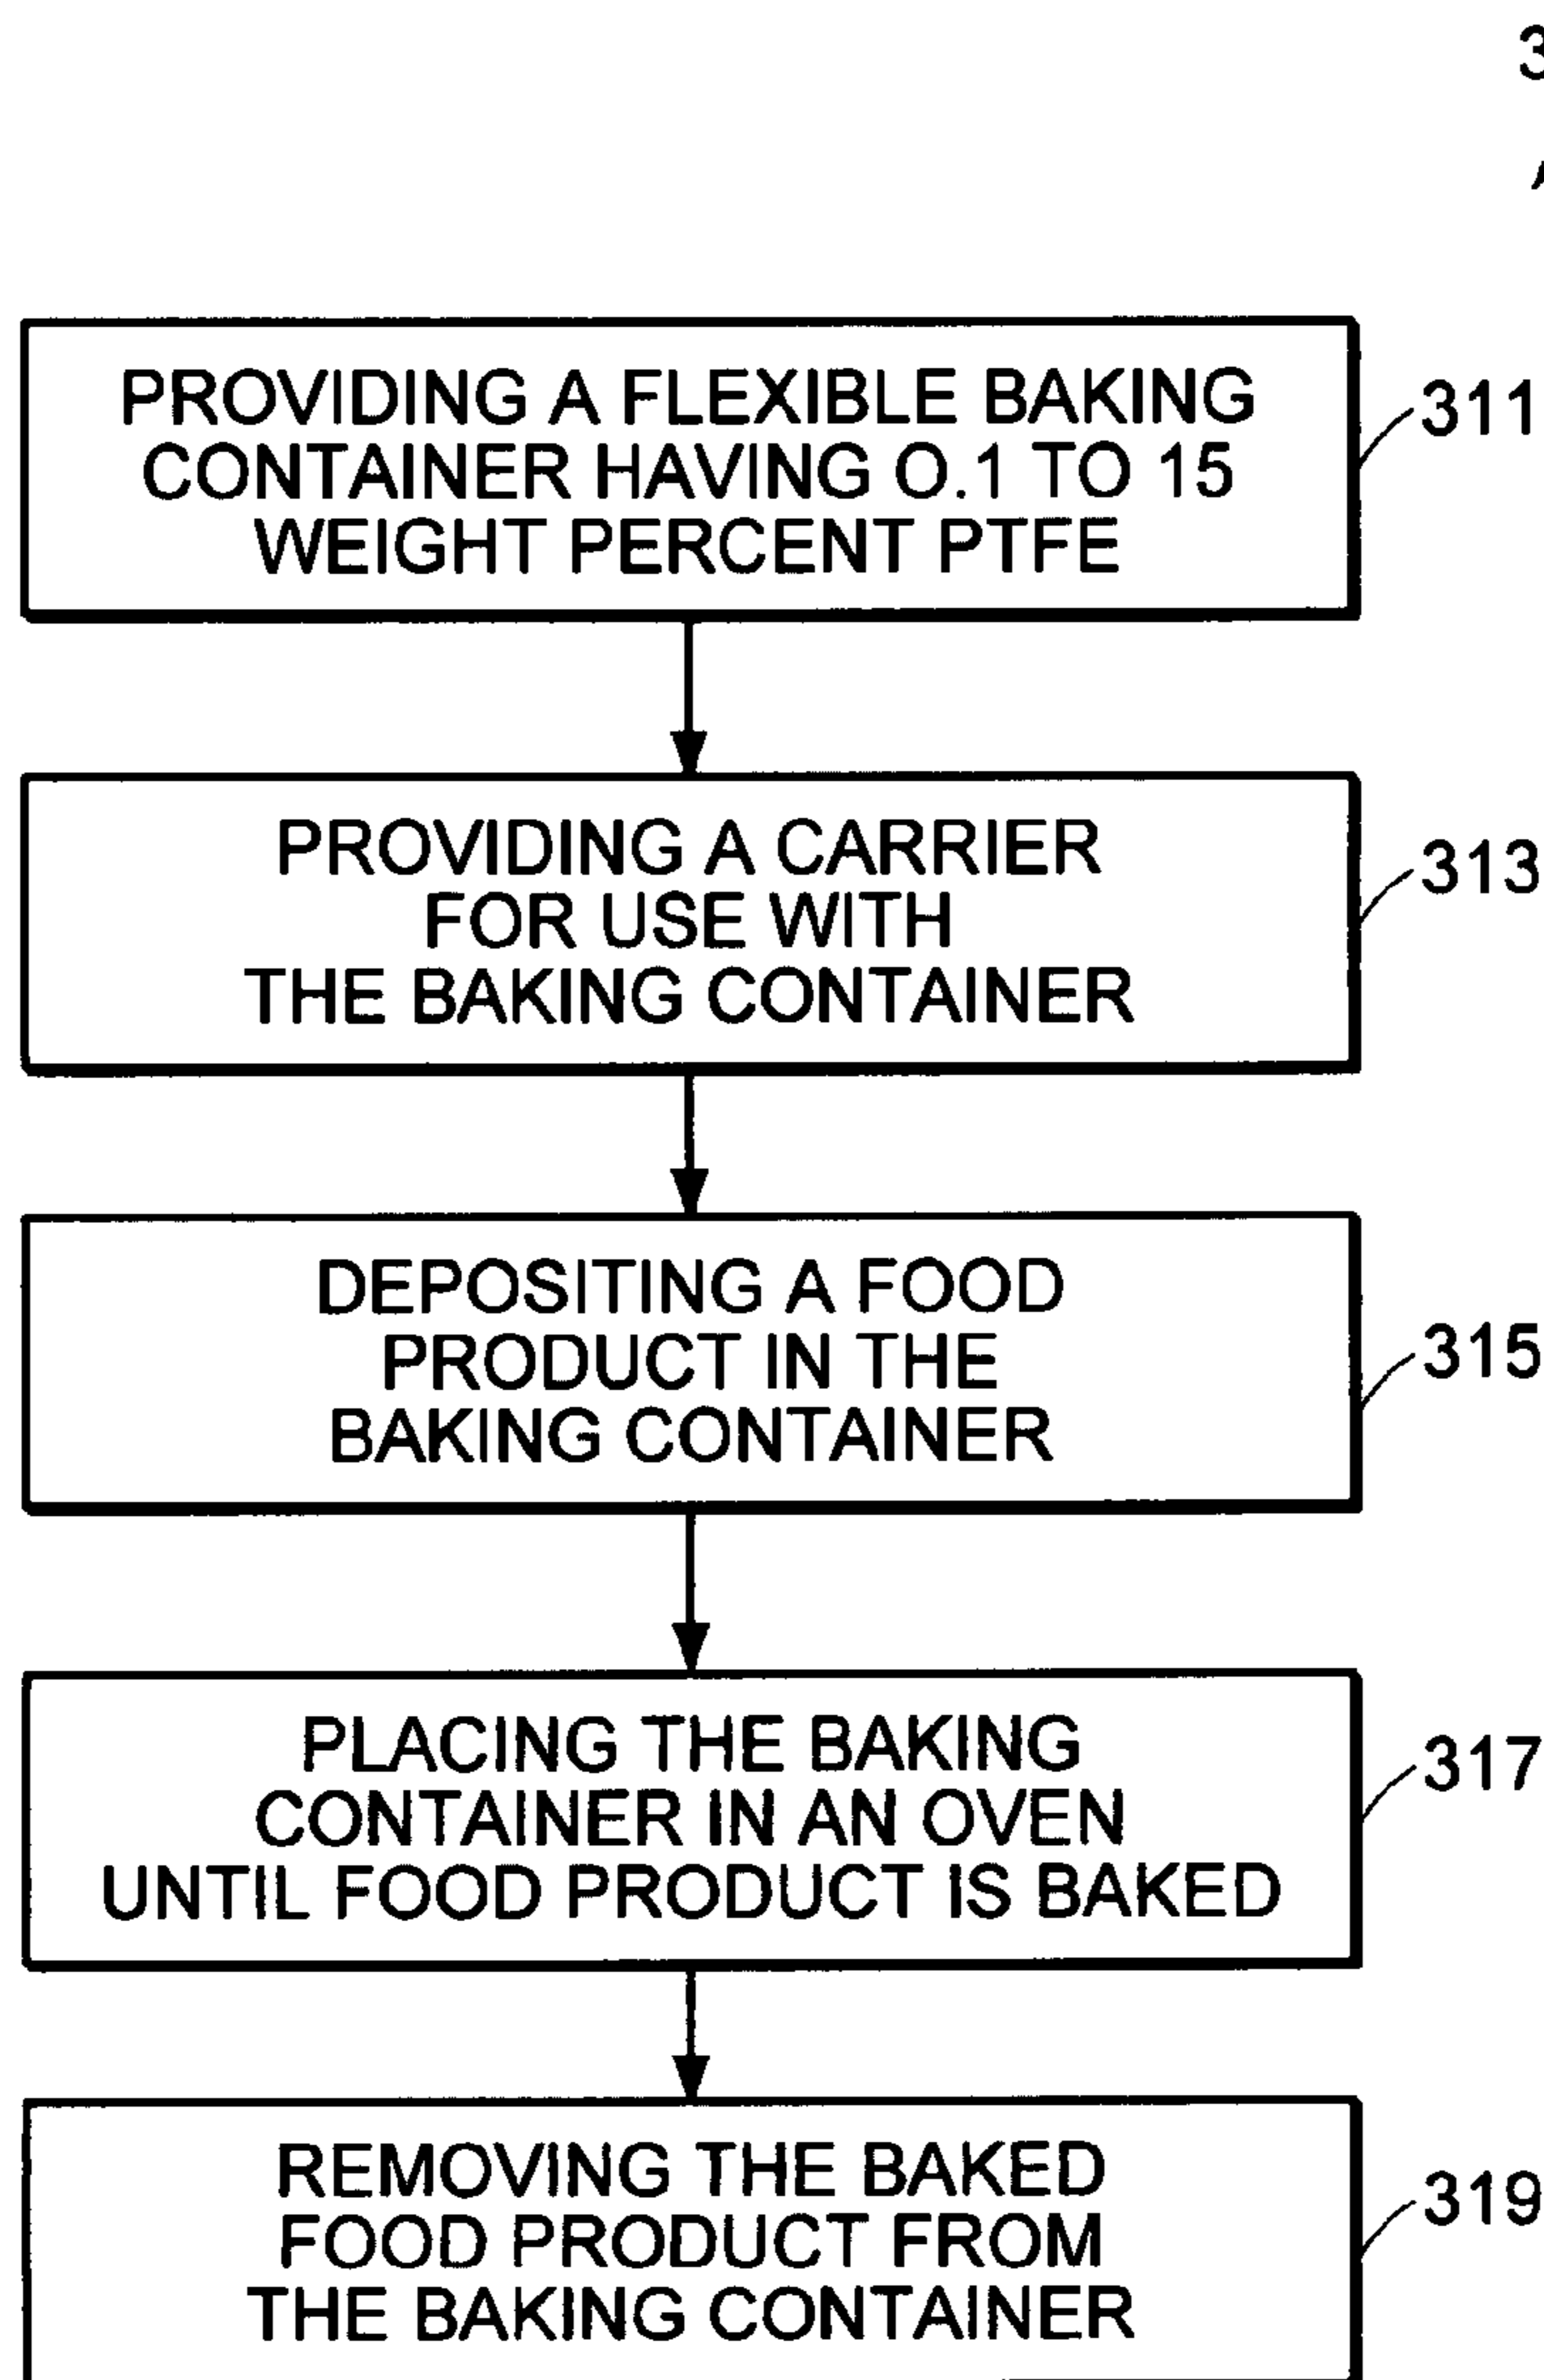 PROVIDING A FLEXIBLE BAKING
CONTAINER HAVING O.1 TO 15
WEIGHT PERCENT PTFE
311
PROVIDING A CARRIER
FOR USE WITH
THE BAKING CONTAINER
313
DEPOSITING A FOOD
PRODUCT IN THE
BAKING CONTAINER
315
PLACING THE BAKING
CONTAINER IN AN OVEN
UNTIL FOOD PRODUCT IS BAKED
317
REMOVING THE BAKED
FOOD PRODUCT FROM
THE BAKING CONTAINER
319